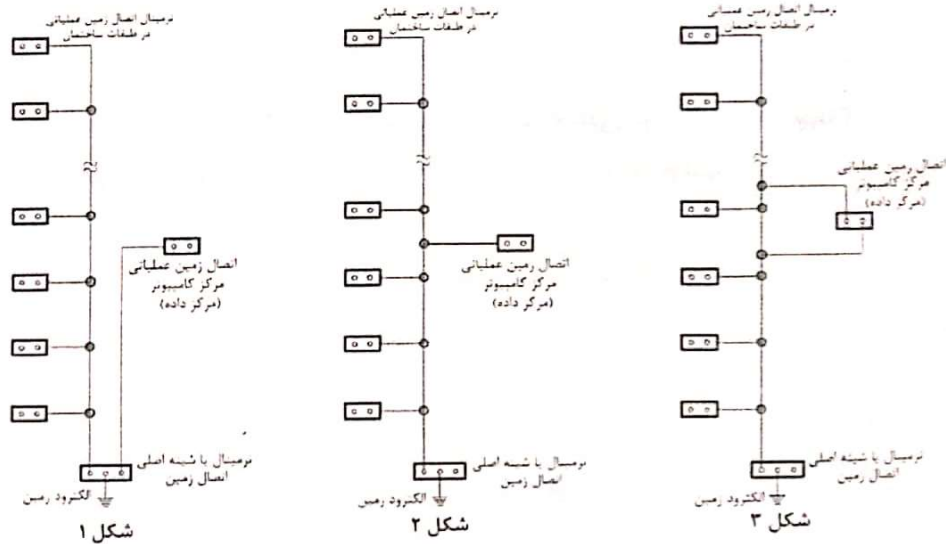 ترمینال اتصال زمین عملیاتی
در طبقات ساختمان
اتصال زمین عملیاتی
مرکز کامپیوتر
(مرکز داده)
ترمینال یا شینه اصلی
اتصال زمین
الکترود زمین
شکل ۱
ترمینال اتصال زمین عملیاتی
در طبقات ساختمان
اتصال زمین عملیاتی
مرکز کامپیوتر
(مرکز داده)
ترمینال یا شینه اصلی
اتصال زمین
الکترود زمین
شکل ۲
ترمینال اتصال زمین عملیاتی
در طبقات ساختمان
اتصال زمین عملیاتی
مرکز کامپیوتر
(مرکز داده)
ترمینال یا شینه اصلی
اتصال زمین
الکترود زمین
شکل ۳